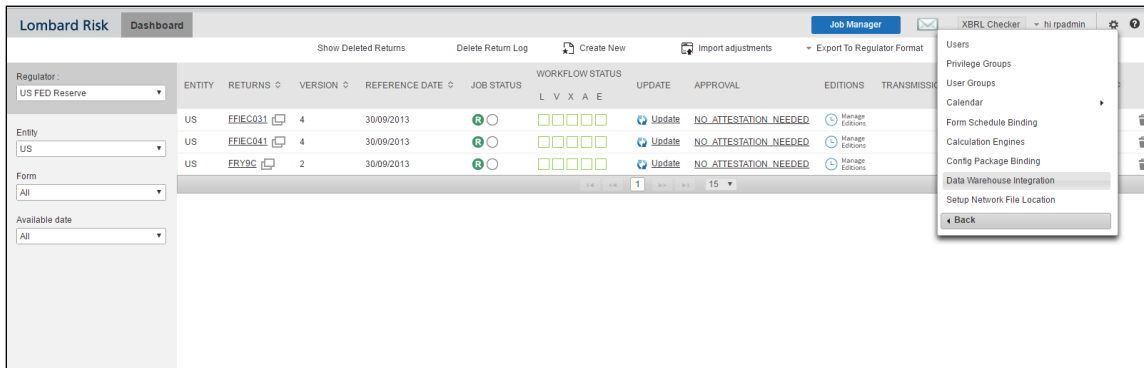 Lombard Risk Dashboard Job Manager XBRL Checker hi rpadmin
Show Deleted Returns Delete Return Log Create New Import adjustments Export To Regulator Format
Users
Privilege Groups
User Groups
Calendar
Form Schedule Binding
Calculation Engines
Config Package Binding
Data Warehouse Integration
Setup Network File Location
Back
Regulator :
US FED Reserve
Entity
US
Form
All
Available date
All
ENTITY RETURNS VERSION REFERENCE DATE JOB STATUS WORKFLOW STATUS UPDATE APPROVAL EDITIONS
L V X A E
US FFIEC031 4 30/09/2013 R Update NO_ATTESTATION_NEEDED Manage Editions
US FFIEC041 4 30/09/2013 R Update NO_ATTESTATION_NEEDED Manage Editions
US FRY9C 2 30/09/2013 R Update NO_ATTESTATION_NEEDED Manage Editions
1 15